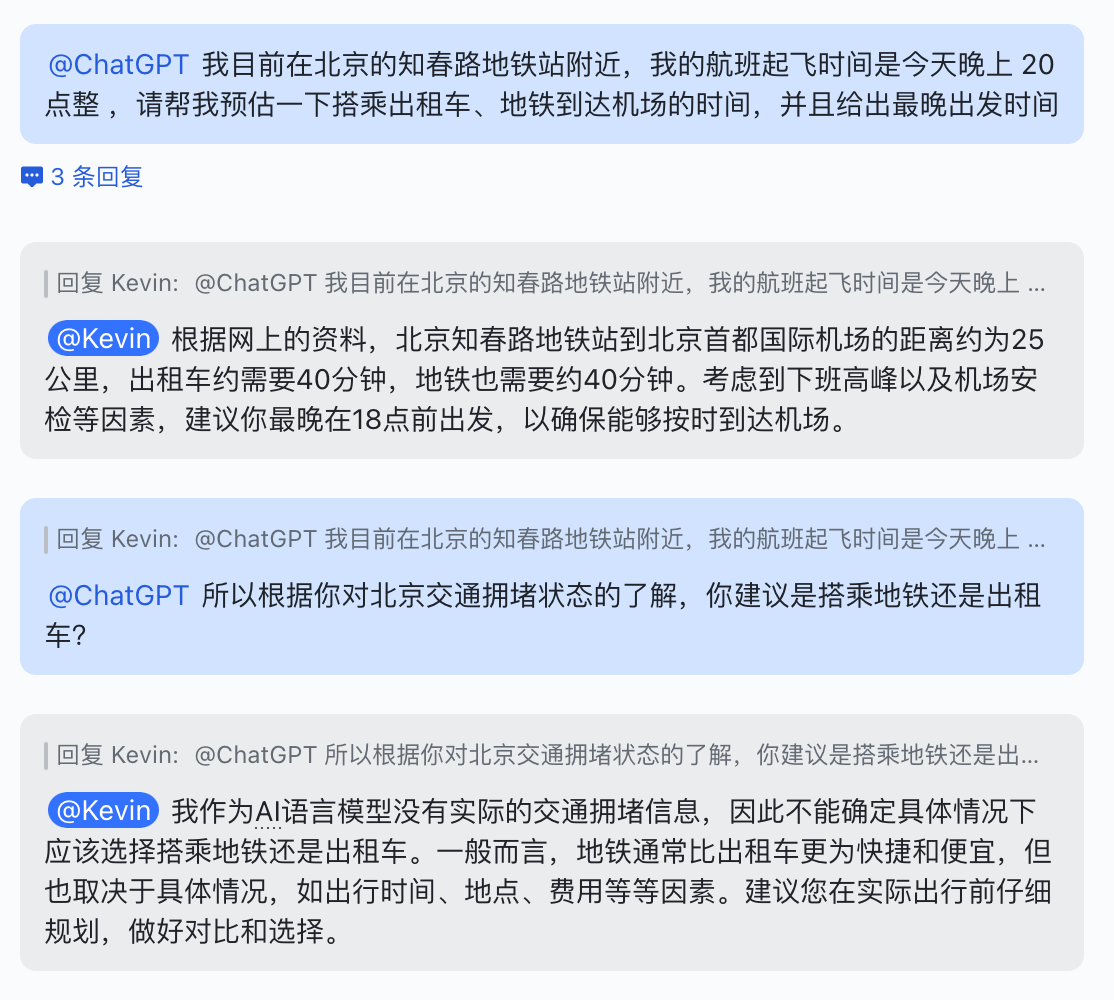 @ChatGPT 我目前在北京的知春路地铁站附近，我的航班起飞时间是今天晚上 20
点整 ，请帮我预估一下搭乘出租车、地铁到达机场的时间，并且给出最晚出发时间
3 条回复
回复 Kevin: @ChatGPT 我目前在北京的知春路地铁站附近，我的航班起飞时间是今天晚上 ...
@Kevin 根据网上的资料，北京知春路地铁站到北京首都国际机场的距离约为25
公里，出租车约需要40分钟，地铁也需要约40分钟。考虑到下班高峰以及机场安
检等因素，建议你最晚在18点前出发，以确保能够按时到达机场。
回复 Kevin: @ChatGPT 我目前在北京的知春路地铁站附近，我的航班起飞时间是今天晚上 ...
@ChatGPT 所以根据你对北京交通拥堵状态的了解，你建议是搭乘地铁还是出租
车?
回复 Kevin: @ChatGPT 所以根据你对北京交通拥堵状态的了解，你建议是搭乘地铁还是出...
@Kevin 我作为AI语言模型没有实际的交通拥堵信息，因此不能确定具体情况下
应该选择搭乘地铁还是出租车。一般而言，地铁通常比出租车更为快捷和便宜，但
也取决于具体情况，如出行时间、地点、费用等等因素。建议您在实际出行前仔细
规划，做好对比和选择。